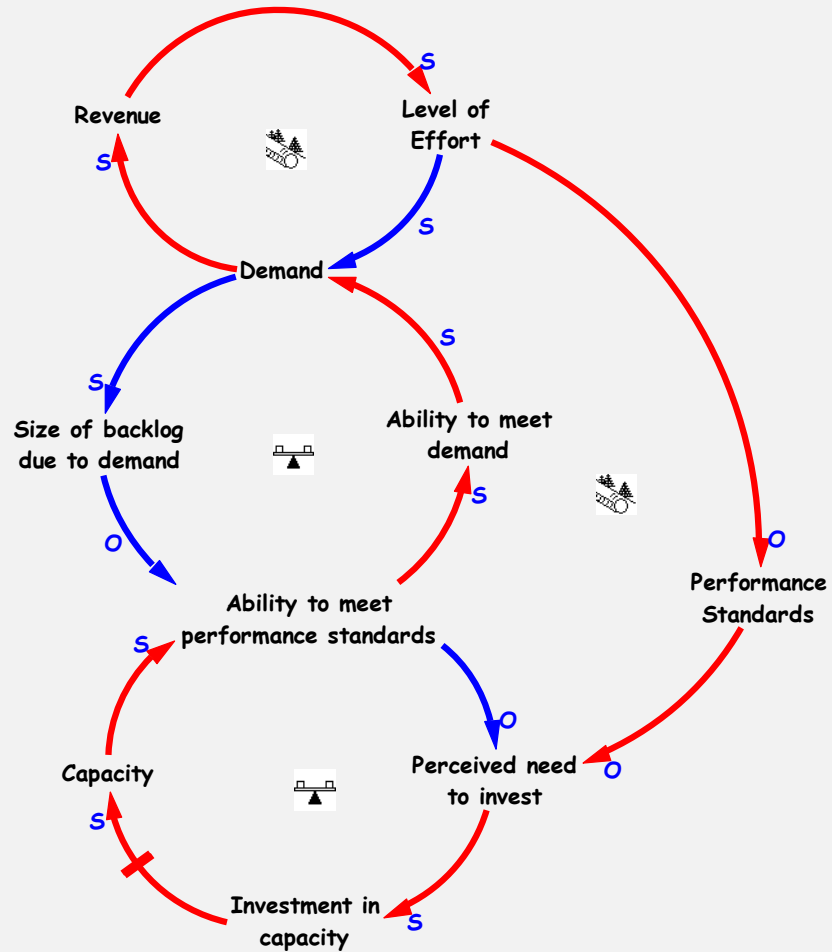 S
Revenue
Level of
Effort
S
S
Demand
S
S
Size of backlog
due to demand
Ability to meet
demand
S
O
O
Performance
Standards
Ability to meet
performance standards
S
O
Capacity
Perceived need
to invest
O
S
Investment in
capacity
S